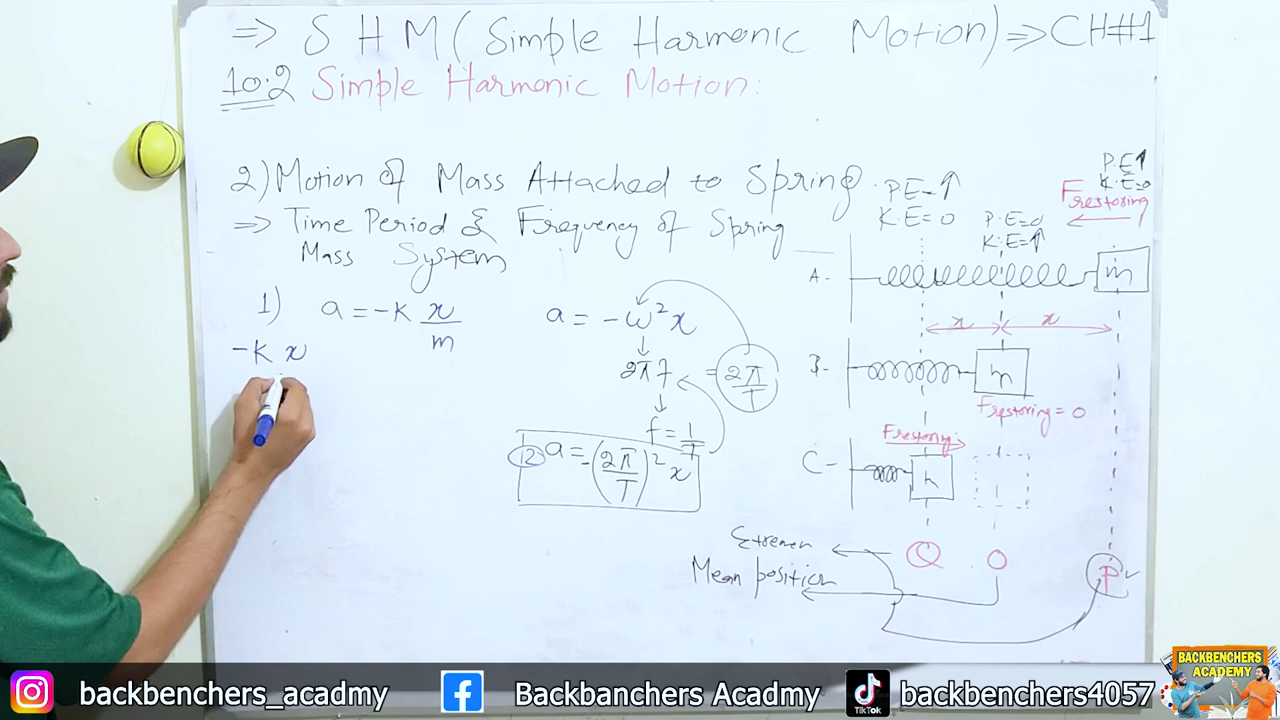 ⇒ S H M (Simple Harmonic Motion) ⇒ CH#1
10.2 Simple Harmonic Motion:
2) Motion of Mass Attached to Spring.
⇒ Time Period & Frequency of Spring
Mass System
1) a = -K x/m
-K x
a = -ω²x
↓
2πf = 2π/T
↓
f = 1/T
12 a = -(2π/T)² x
P.E=↑
K.E=0
P.E=0
K.E=↑
P.E↑
K.E=0
Frestoring
A- m
x x
B- m
Frestoring = 0
Frestoring
C-
Q O P
Mean position
backbenchers_acadmy
Backbanchers Acadmy
TikTok
backbenchers4057
BACKBENCHERS
ACADEMY